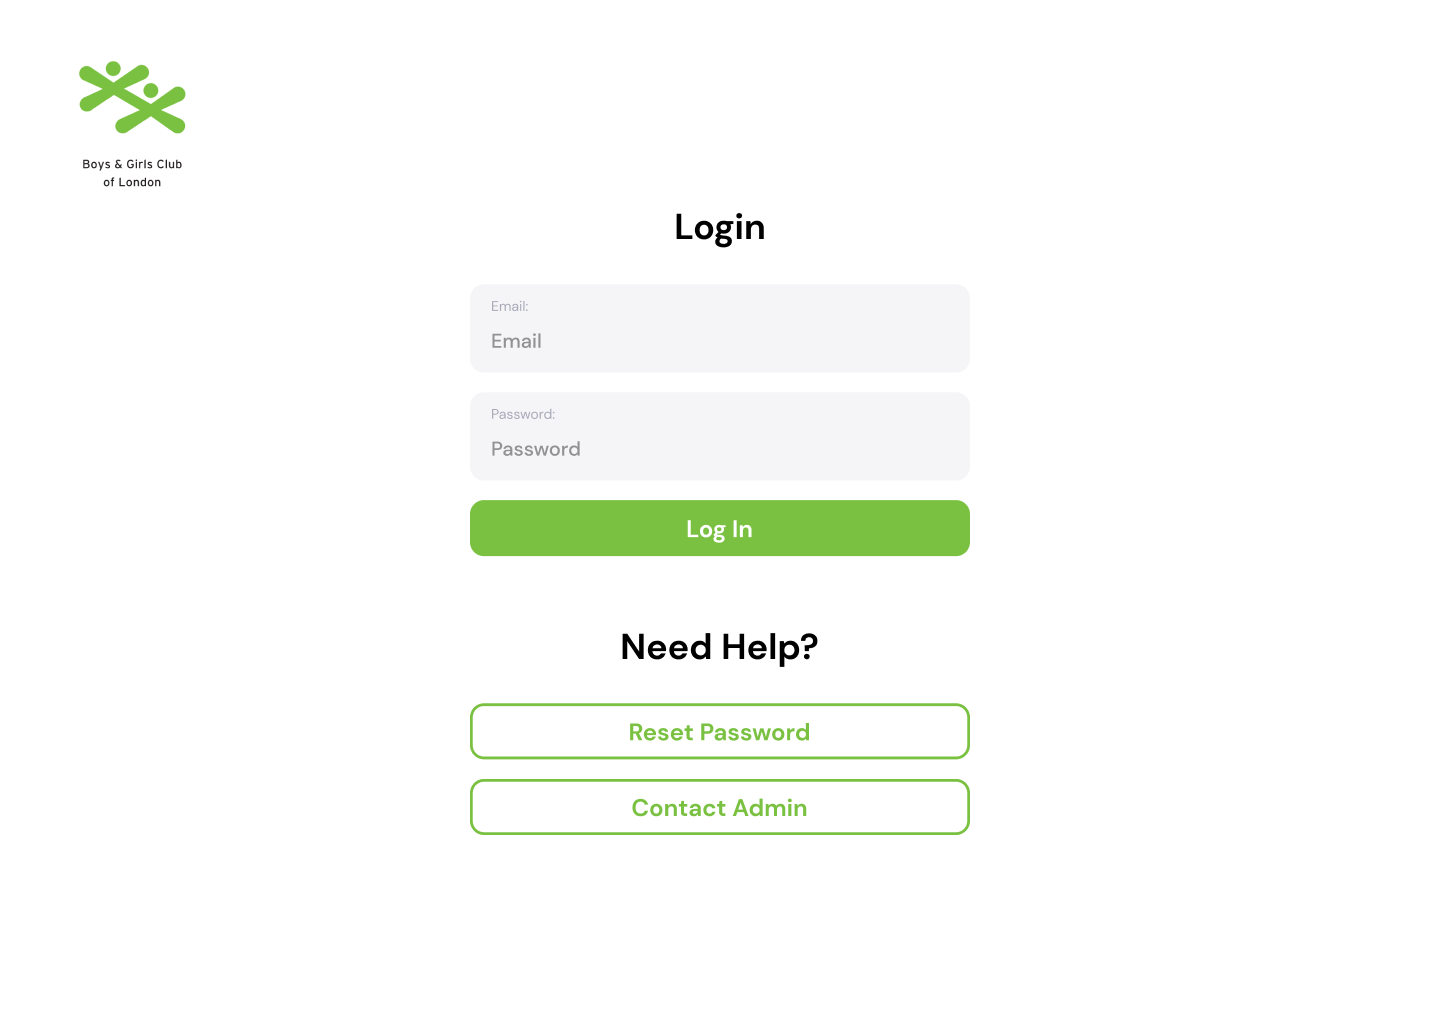 Boys & Girls Club
of London
Login
Email:
Email
Password:
Password
Log In
Need Help?
Reset Password
Contact Admin